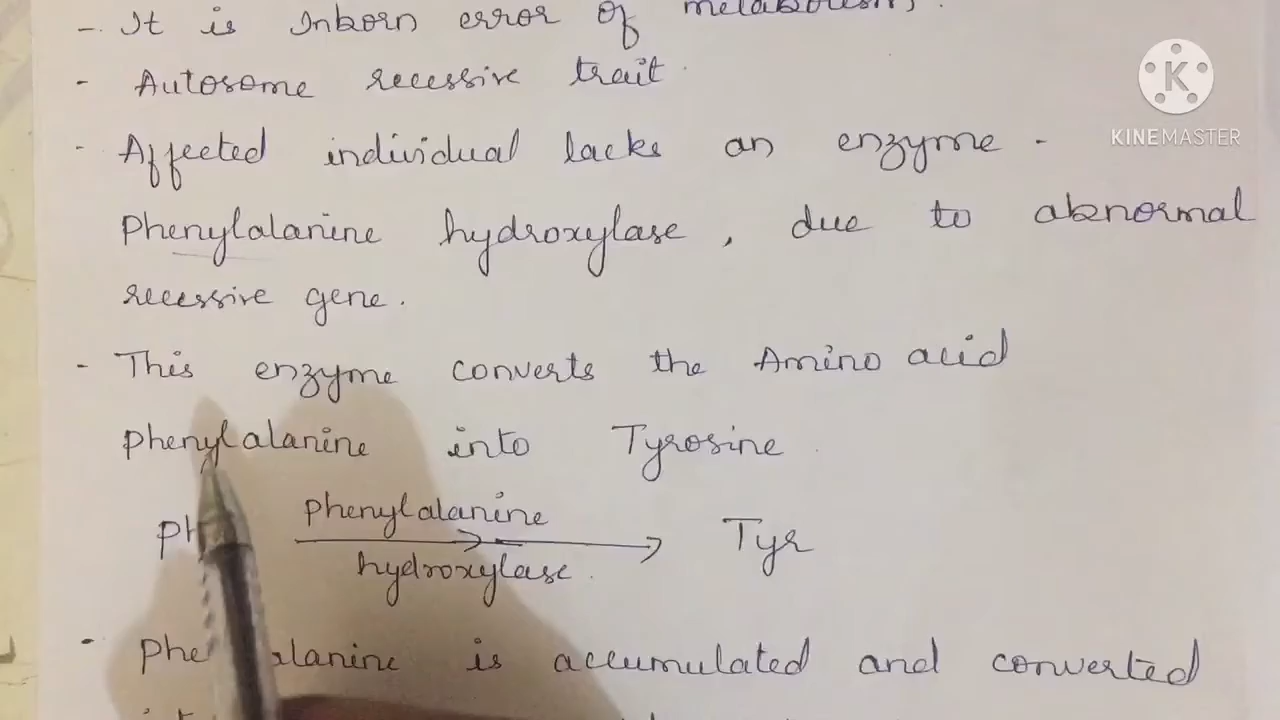 - It is Inborn error of metabolism.
- Autosome recessive trait.
- Affected individual lacks an enzyme -
phenylalanine hydroxylase, due to abnormal
recessive gene.
- This enzyme converts the Amino acid
phenylalanine into Tyrosine.
phenylalanine
Tyr
hydroxylase.
- is accumulated and converted
KINEMASTER